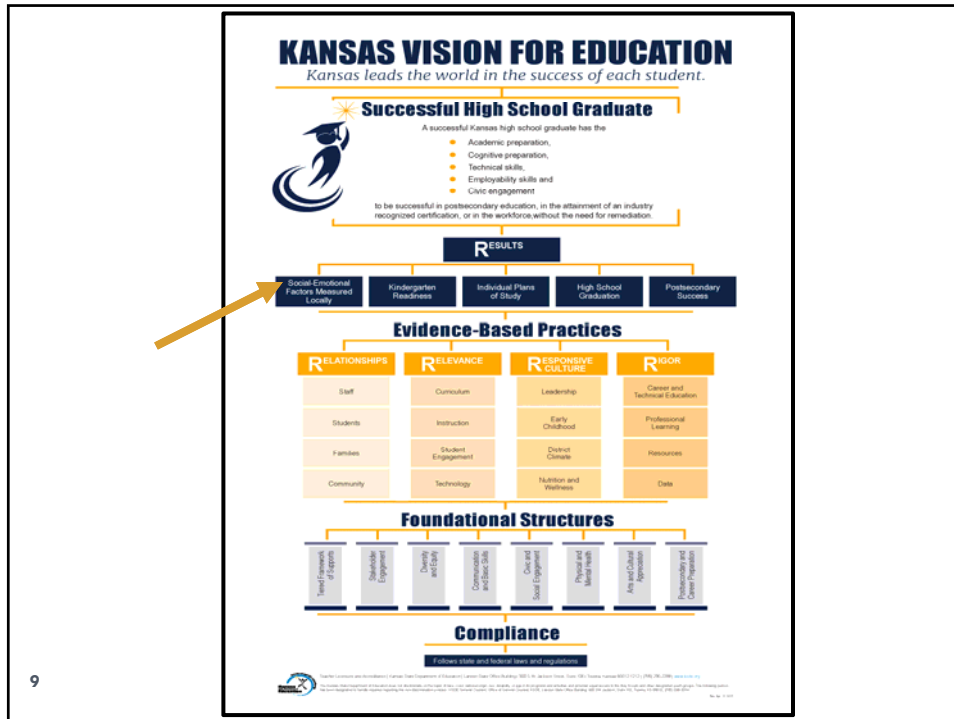 KANSAS VISION FOR EDUCATION
Kansas leads the world in the success of each student.
Successful High School Graduate
A successful Kansas high school graduate has the
Academic preparation,
Cognitive preparation,
Technical skills,
Employability skills and
Civic engagement
to be successful in postsecondary education, in the attainment of an industry
recognized certification, or in the workforce,without the need for remediation.
RESULTS
Social-Emotional
Factors Measured
Locally
Kindergarten
Readiness
Individual Plans
of Study
High School
Graduation
Postsecondary
Success
Evidence-Based Practices
RELATIONSHIPS
RELEVANCE
RESPONSIVE
CULTURE
RIGOR
Staff
Curriculum
Leadership
Career and
Technical Education
Students
Instruction
Early
Childhood
Professional
Learning
Families
Student
Engagement
District
Climate
Resources
Community
Technology
Nutrition and
Wellness
Data
Foundational Structures
Tiered Framework
of Supports
Stakeholder
Engagement
Diversity
and Equity
Communication
and Basic Skills
Civic and
Social Engagement
Physical and
Mental Health
Arts and Cultural
Appreciation
Postsecondary and
Career Preparation
Compliance
Follows state and federal laws and regulations
9